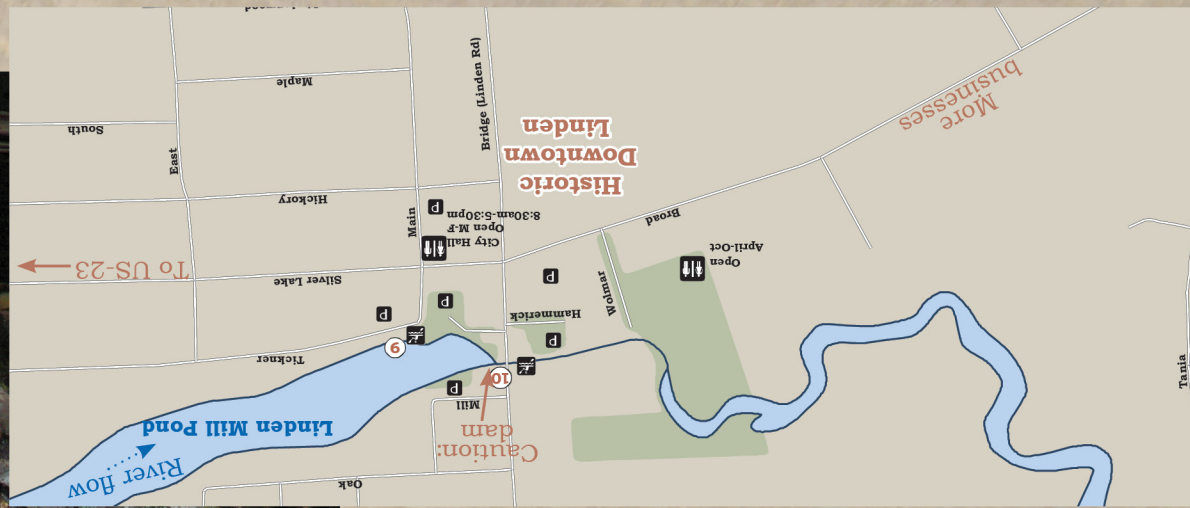 Oak
River flow
Linden Mill Pond
Caution:
dam
Mill
P
10
9
Tickner
Tania
P
Hammerick
P
P
P
Wolmar
Silver Lake
To US-23
Open
April-Oct
City Hall
Open M-F
8:30am-5:30pm
P
Broad
Main
Hickory
Historic
Downtown
Linden
East
South
Bridge (Linden Rd)
Maple
More
businesses